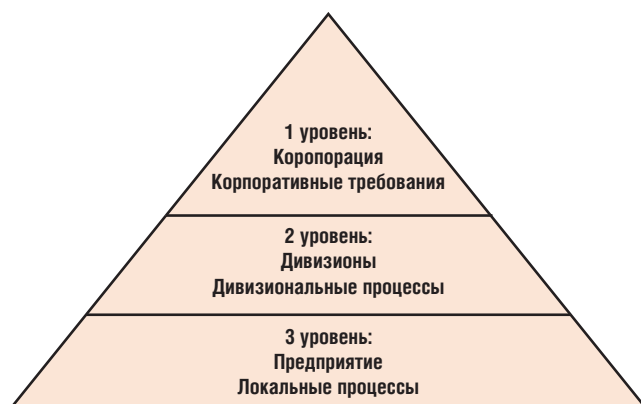 1 уровень:
Коропорация
Корпоративные требования
2 уровень:
Дивизионы
Дивизиональные процессы
3 уровень:
Предприятие
Локальные процессы